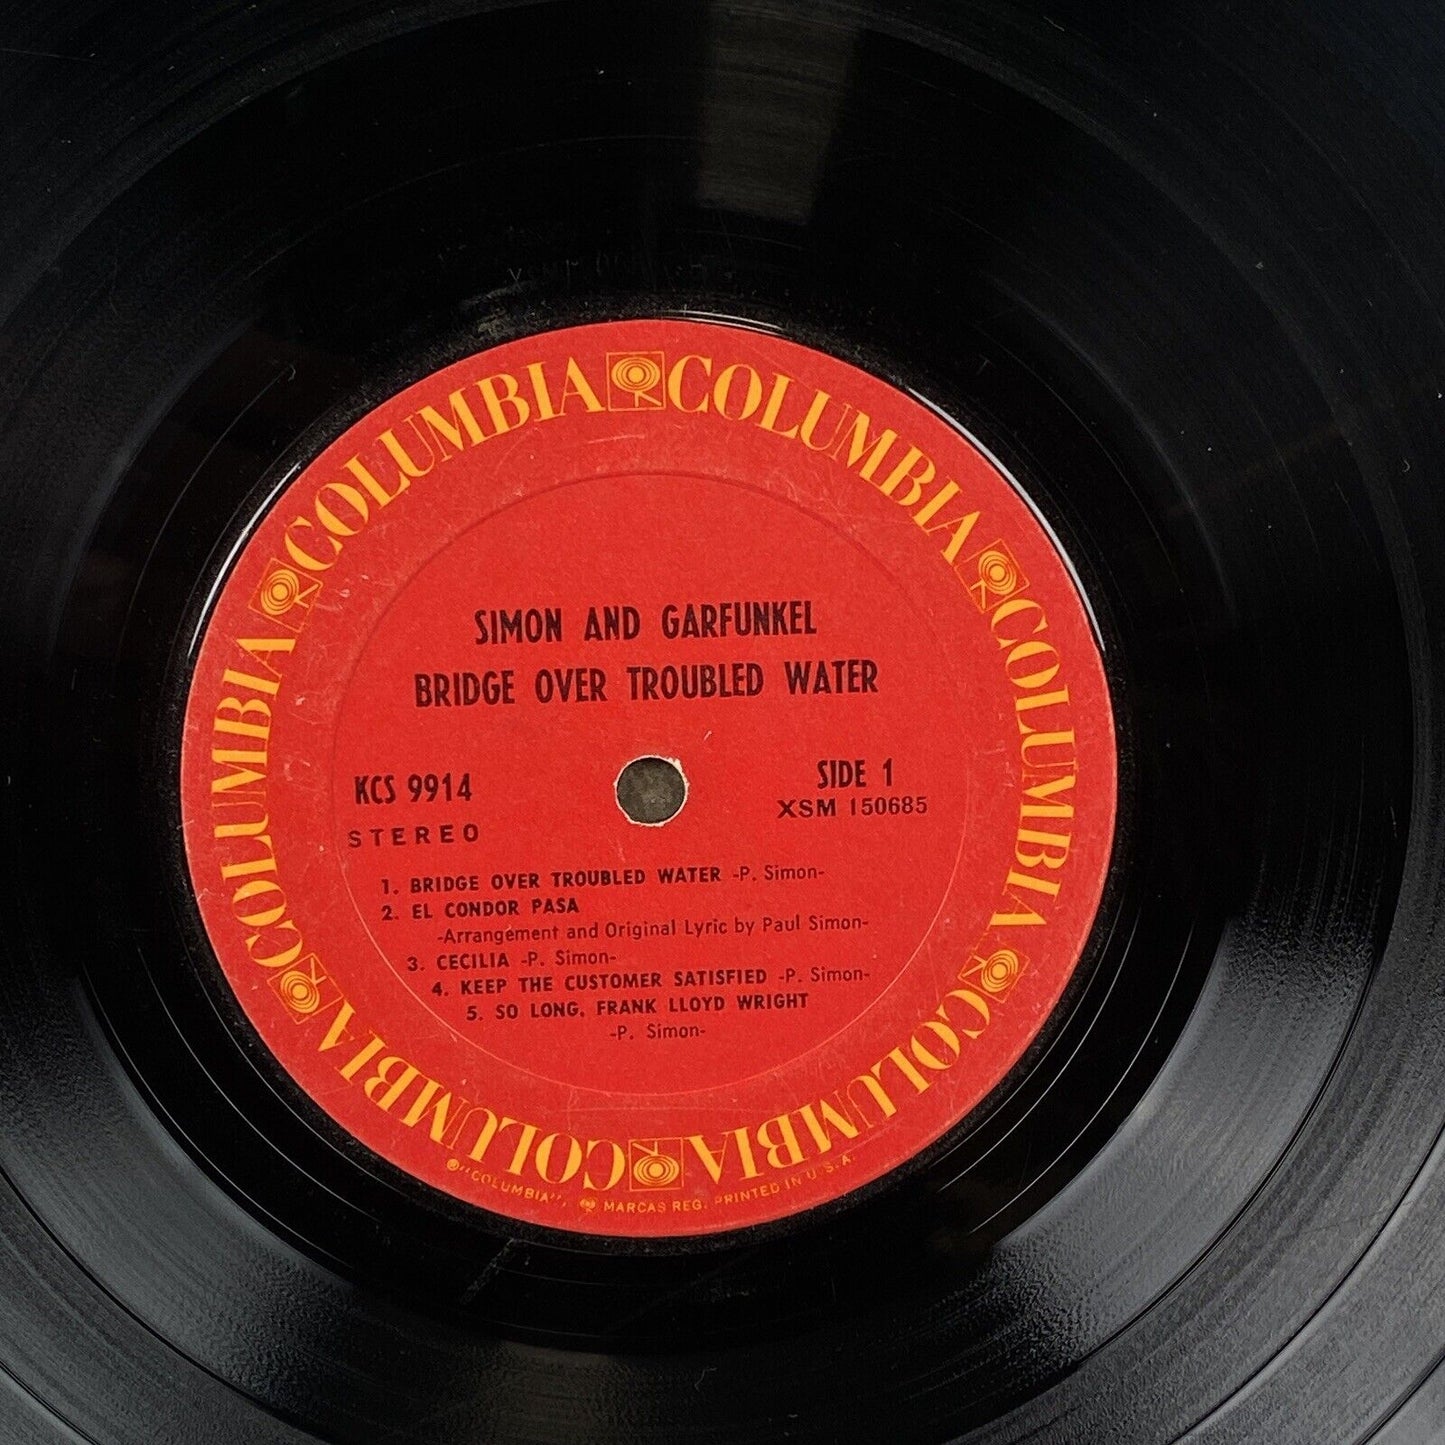 COLUMBIA COLUMBIA COLUMBIA COLUMBIA COLUMBIA COLUMBIA
SIMON AND GARFUNKEL
BRIDGE OVER TROUBLED WATER
KCS 9914
STEREO
SIDE 1
XSM 150685
1. BRIDGE OVER TROUBLED WATER -P. Simon-
2. EL CONDOR PASA
-Arrangement and Original Lyric by Paul Simon-
3. CECILIA -P. Simon-
4. KEEP THE CUSTOMER SATISFIED -P. Simon-
5. SO LONG, FRANK LLOYD WRIGHT
-P. Simon-
®"COLUMBIA", MARCAS REG. PRINTED IN U.S.A.